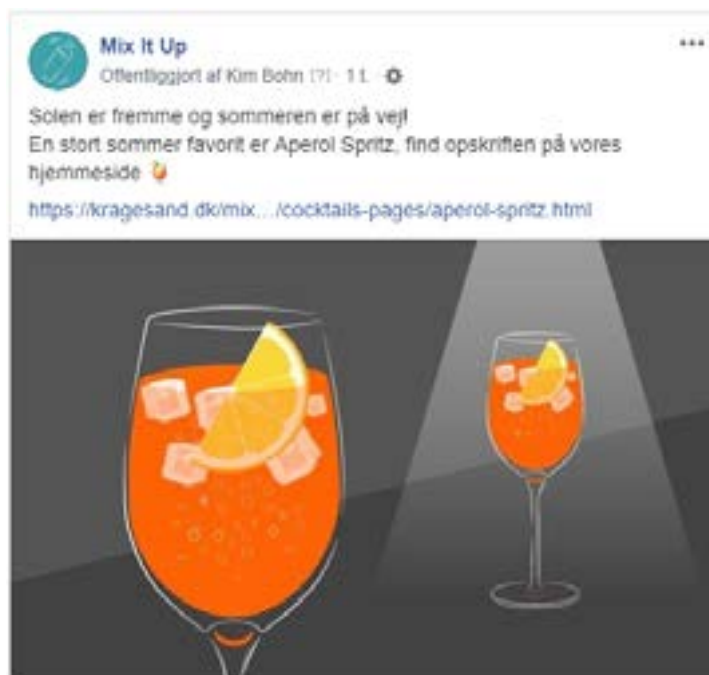 Mix It Up
Offentliggjort af Kim Bohn [?] · 1 t ·
Solen er fremme og sommeren er på vej!
En stort sommer favorit er Aperol Spritz, find opskriften på vores
hjemmeside
https://kragesand.dk/mix.../cocktails-pages/aperol-spritz.html